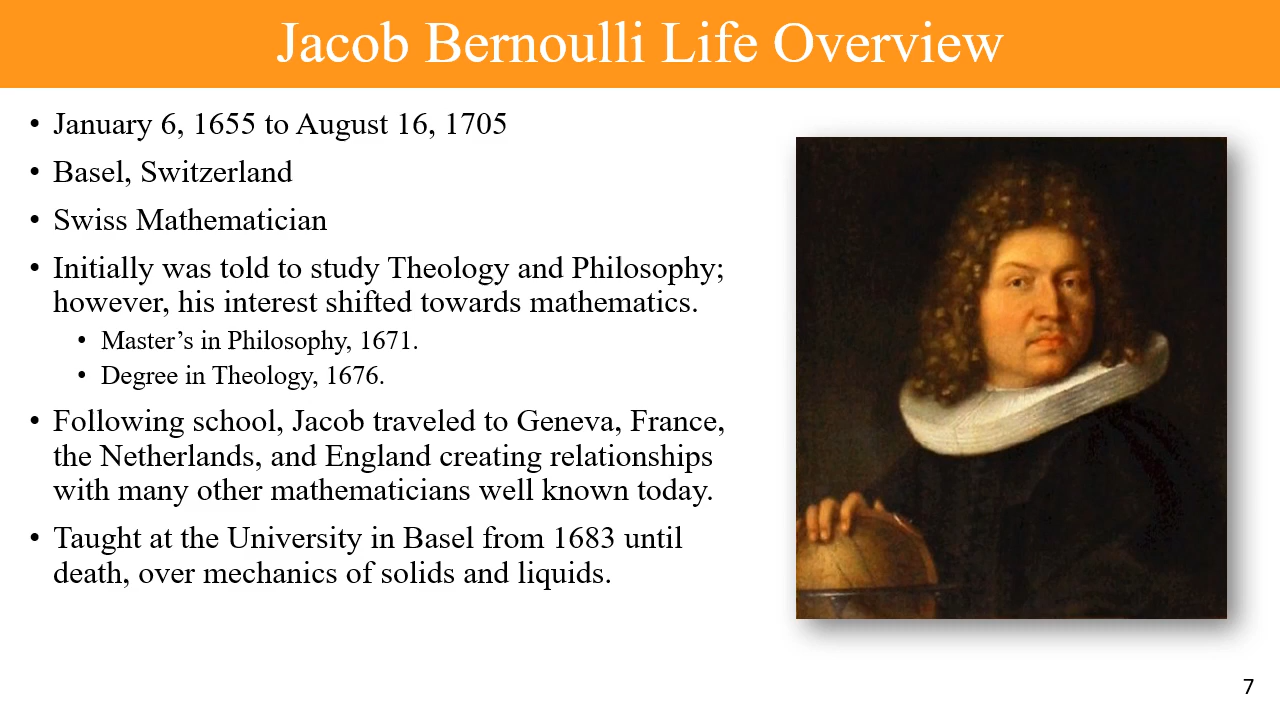 Jacob Bernoulli Life Overview
• January 6, 1655 to August 16, 1705
• Basel, Switzerland
• Swiss Mathematician
• Initially was told to study Theology and Philosophy;
however, his interest shifted towards mathematics.
• Master’s in Philosophy, 1671.
• Degree in Theology, 1676.
• Following school, Jacob traveled to Geneva, France,
the Netherlands, and England creating relationships
with many other mathematicians well known today.
• Taught at the University in Basel from 1683 until
death, over mechanics of solids and liquids.
7